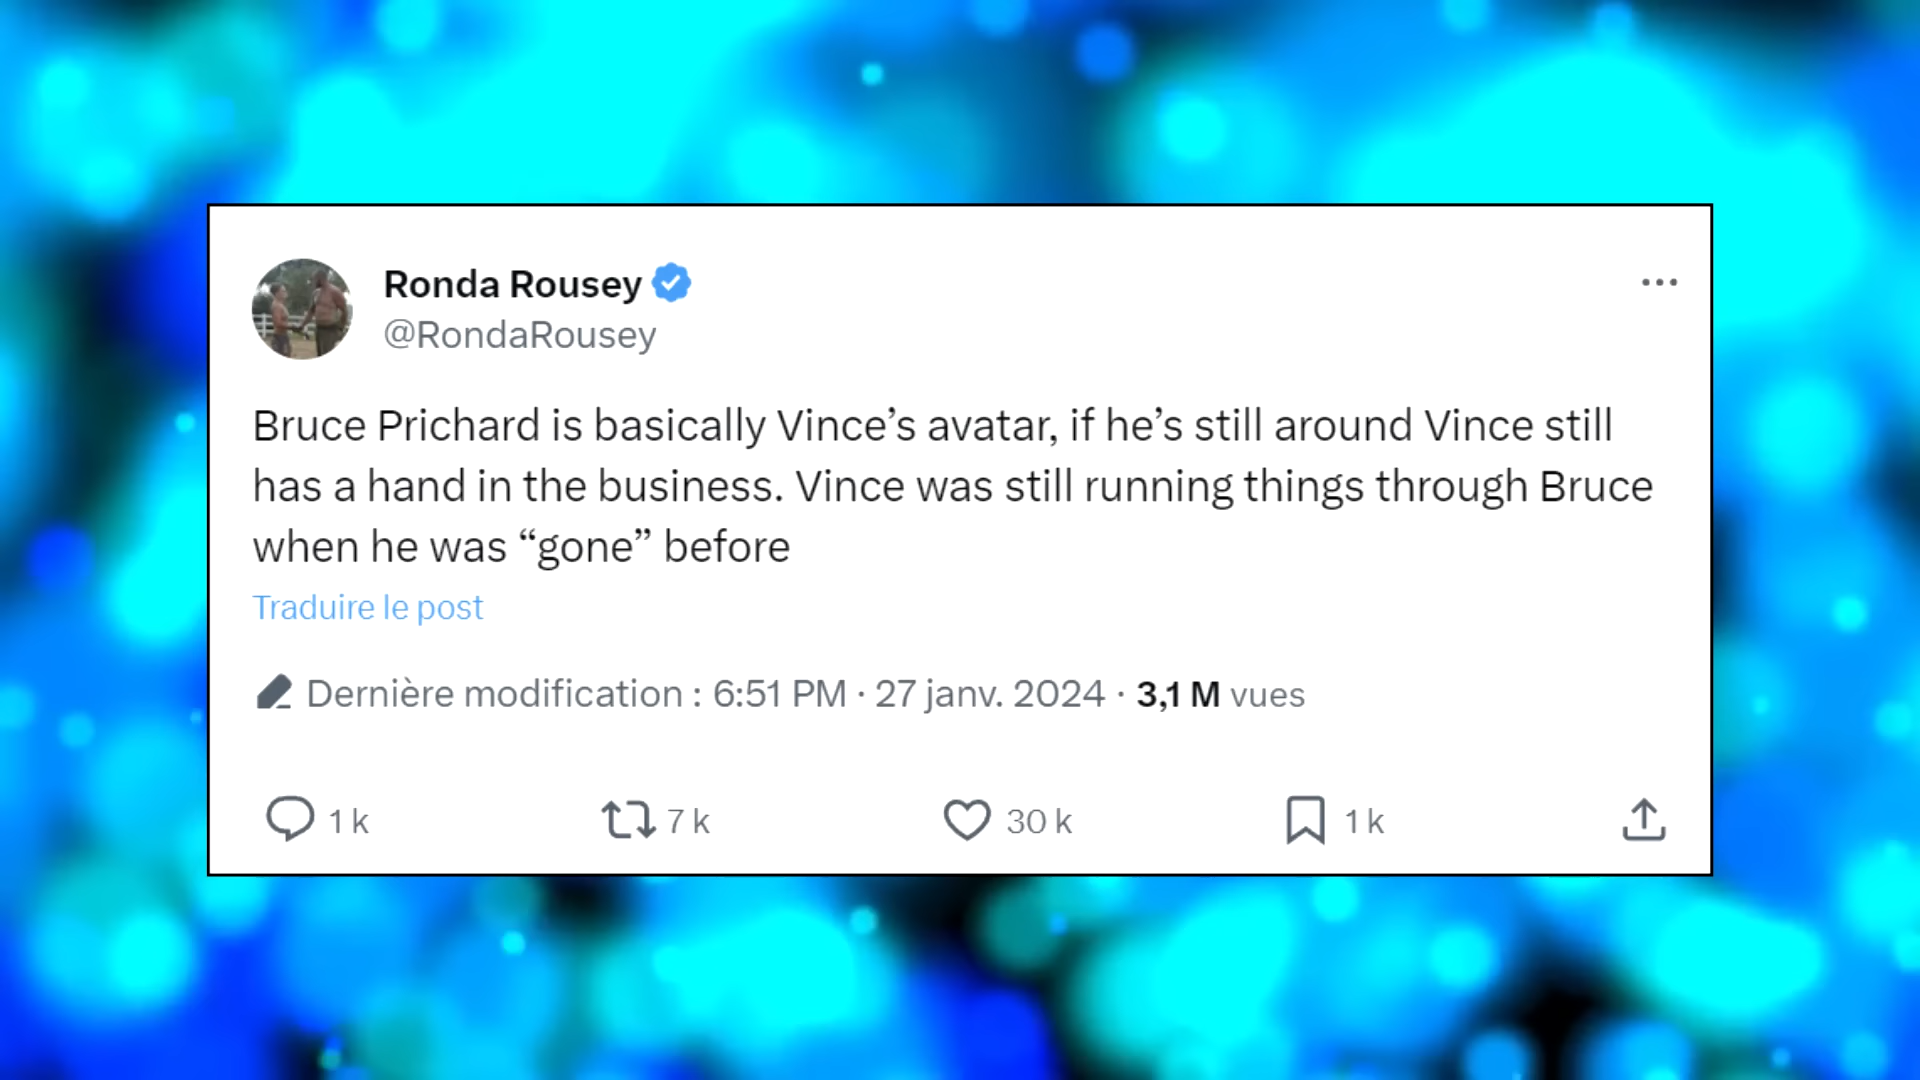 Ronda Rousey
@RondaRousey
Bruce Prichard is basically Vince’s avatar, if he’s still around Vince still
has a hand in the business. Vince was still running things through Bruce
when he was “gone” before
Traduire le post
Dernière modification : 6:51 PM · 27 janv. 2024 · 3,1 M vues
1 k 7 k 30 k 1 k